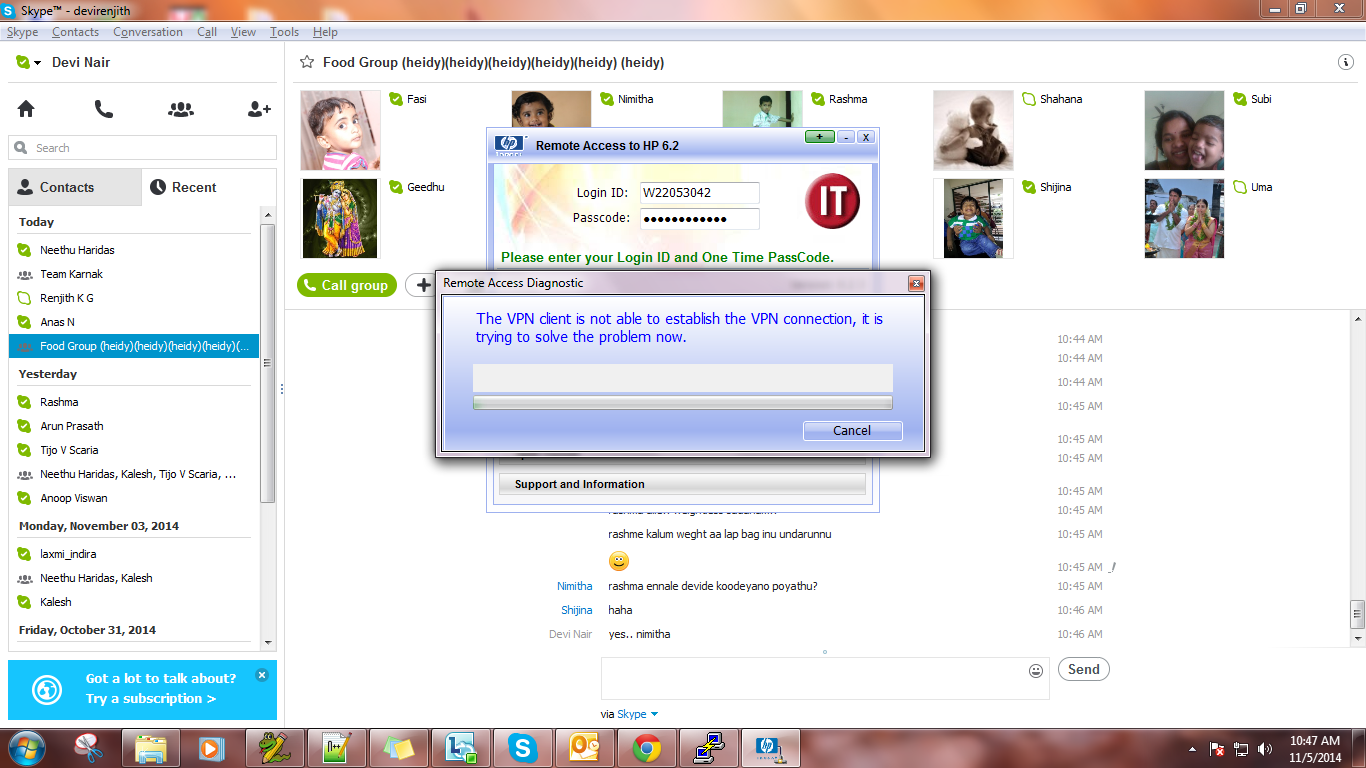 Skype™ - devirenjith
Skype Contacts Conversation Call View Tools Help
Devi Nair
Search
Contacts
Recent
Today
Neethu Haridas
Team Karnak
Renjith K G
Anas N
Food Group (heidy)(heidy)(heidy)(heidy)(...
Yesterday
Rashma
Arun Prasath
Tijo V Scaria
Neethu Haridas, Kalesh, Tijo V Scaria, ...
Anoop Viswan
Monday, November 03, 2014
laxmi_indira
Neethu Haridas, Kalesh
Kalesh
Friday, October 31, 2014
Got a lot to talk about?
Try a subscription >
Food Group (heidy)(heidy)(heidy)(heidy)(heidy) (heidy)
Fasi
Nimitha
Rashma
Shahana
Subi
Geedhu
Shijina
Uma
Call group
hp
Remote Access to HP 6.2
+ - X
Login ID: W22053042
Passcode:
IT
Please enter your Login ID and One Time PassCode.
Remote Access Diagnostic
The VPN client is not able to establish the VPN connection, it is
trying to solve the problem now.
Cancel
Support and Information
10:44 AM
10:44 AM
10:44 AM
10:45 AM
10:45 AM
10:45 AM
10:45 AM
10:45 AM
rashme kalum weght aa lap bag inu undarunnu 10:45 AM
10:45 AM
Nimitha rashma ennale devide koodeyano poyathu? 10:45 AM
Shijina haha 10:46 AM
Devi Nair yes.. nimitha 10:46 AM
Send
via Skype
n++
hp
10:47 AM
11/5/2014